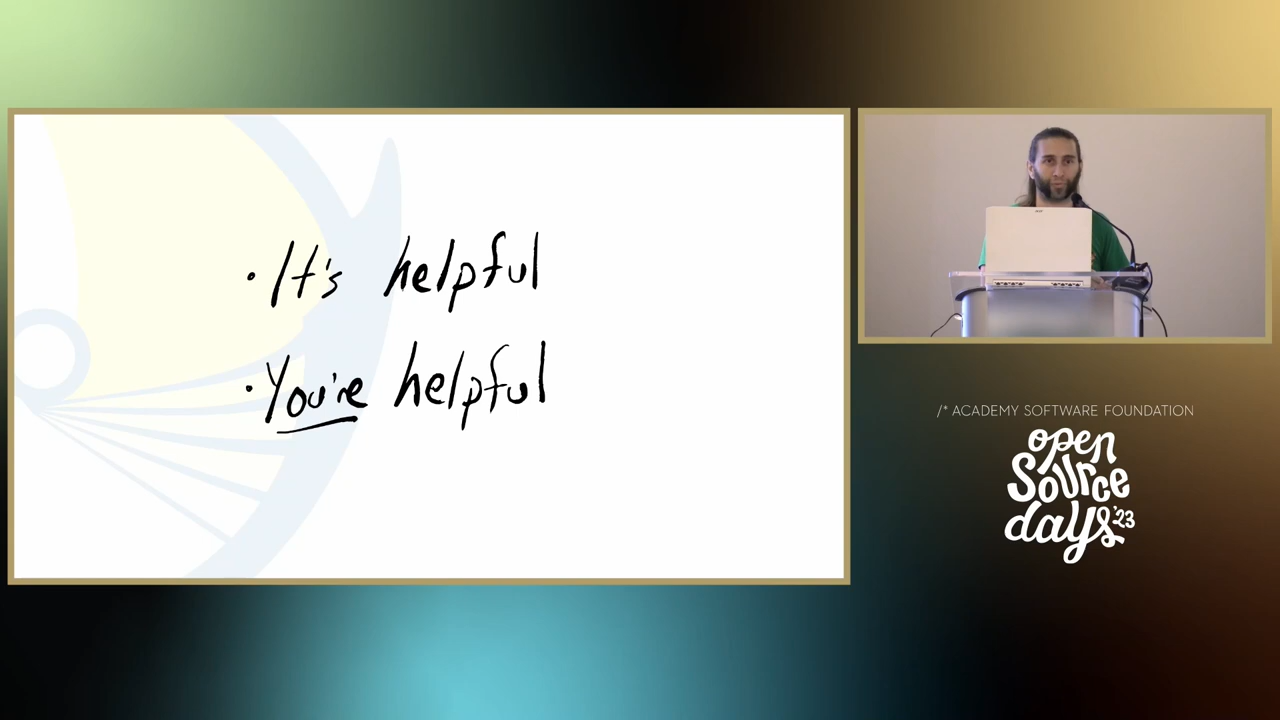 · It's helpful
· You're helpful
/* ACADEMY SOFTWARE FOUNDATION
open
Source
days '23